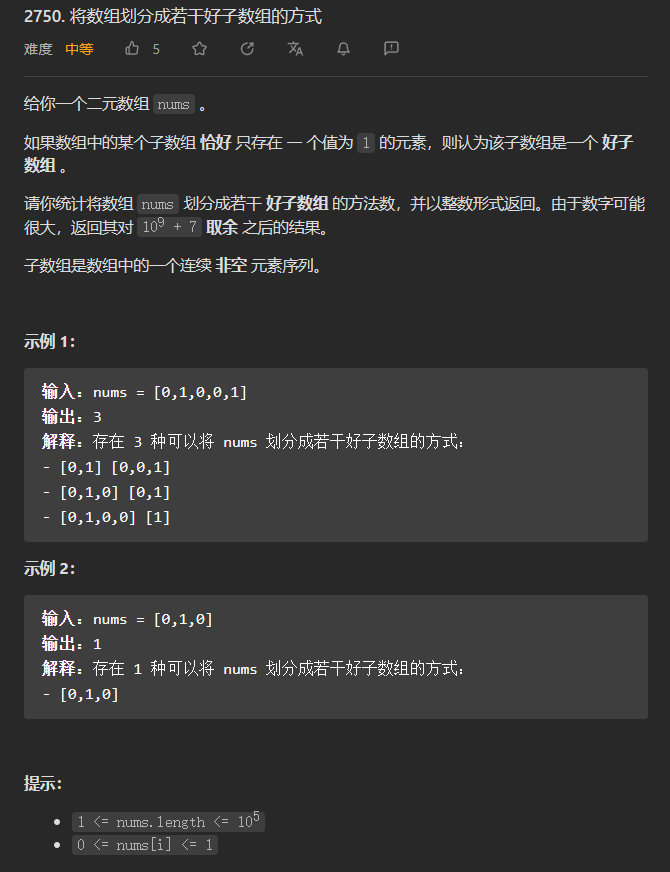 2750. 将数组划分成若干好子数组的方式
难度 中等 5
给你一个二元数组 nums 。
如果数组中的某个子数组 恰好 只存在 一 个值为 1 的元素，则认为该子数组是一个 好子
数组 。
请你统计将数组 nums 划分成若干 好子数组 的方法数，并以整数形式返回。由于数字可能
很大，返回其对 10^9 + 7 取余 之后的结果。
子数组是数组中的一个连续 非空 元素序列。
示例 1：
输入：nums = [0,1,0,0,1]
输出：3
解释：存在 3 种可以将 nums 划分成若干好子数组的方式：
- [0,1] [0,0,1]
- [0,1,0] [0,1]
- [0,1,0,0] [1]
示例 2：
输入：nums = [0,1,0]
输出：1
解释：存在 1 种可以将 nums 划分成若干好子数组的方式：
- [0,1,0]
提示：
• 1 <= nums.length <= 10^5
• 0 <= nums[i] <= 1